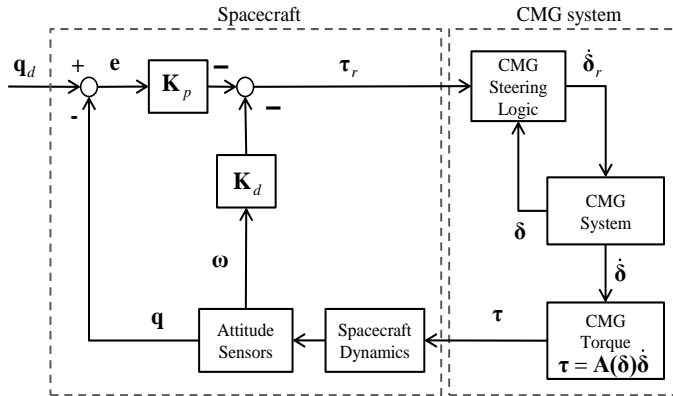 Spacecraft
CMG system
q_d
+
-
e
K_p
−
−
τ_r
CMG
Steering
Logic
δ̇_r
K_d
δ
CMG
System
δ̇
ω
q
Attitude
Sensors
Spacecraft
Dynamics
τ
CMG
Torque
τ = A(δ)δ̇